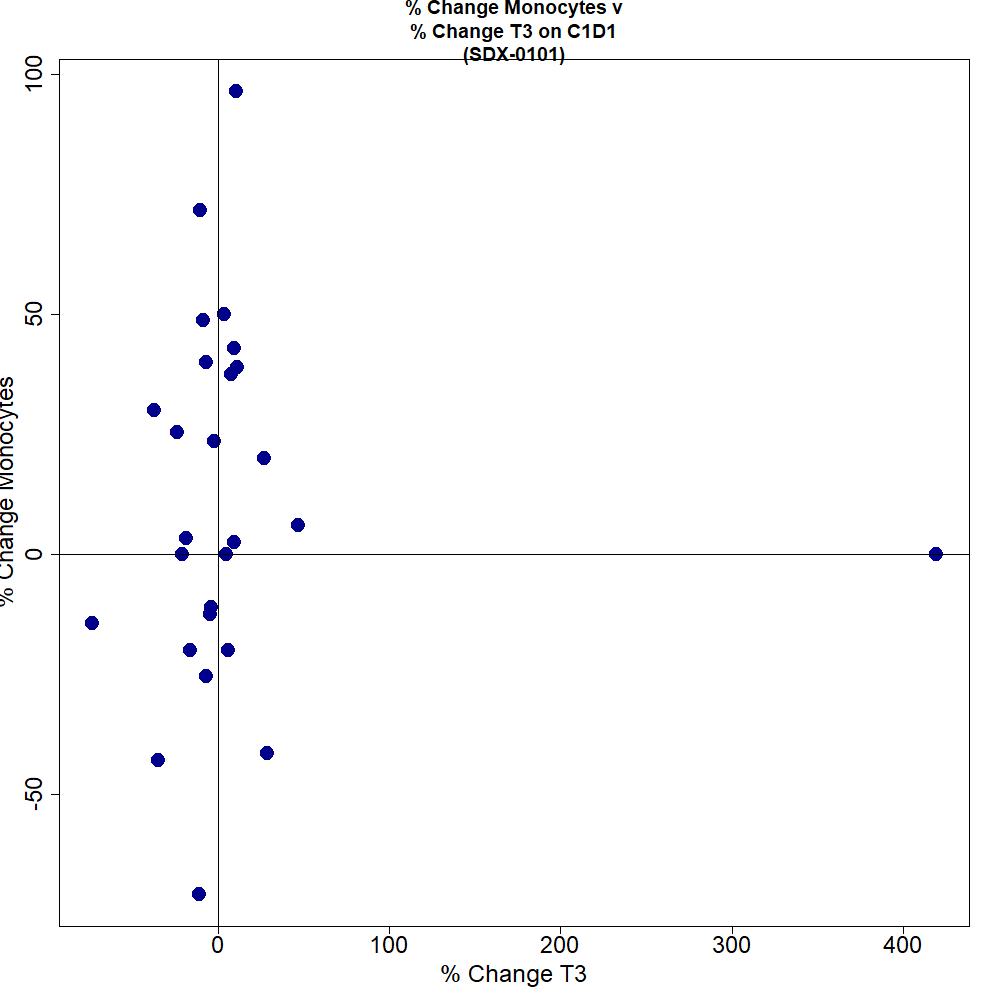 % Change Monocytes v
% Change T3 on C1D1
(SDX-0101)
100
50
0
-50
% Change Monocytes
0
100
200
300
400
% Change T3